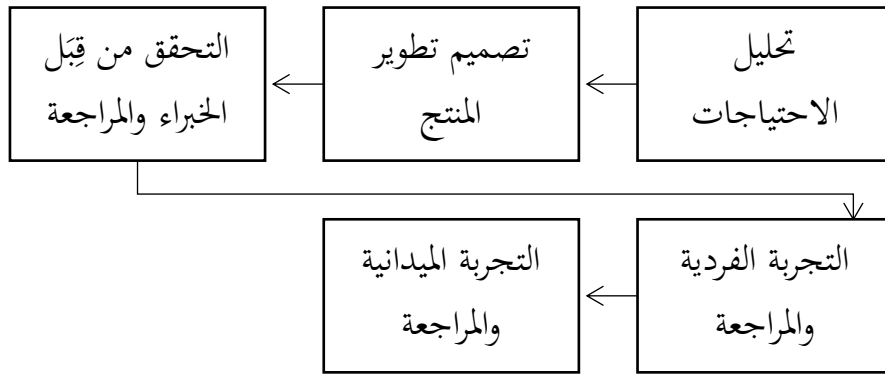 تحليل
الاحتياجات
تصميم تطوير
المنتج
التحقق من قِبَل
الخبراء والمراجعة
التجربة الفردية
والمراجعة
التجربة الميدانية
والمراجعة